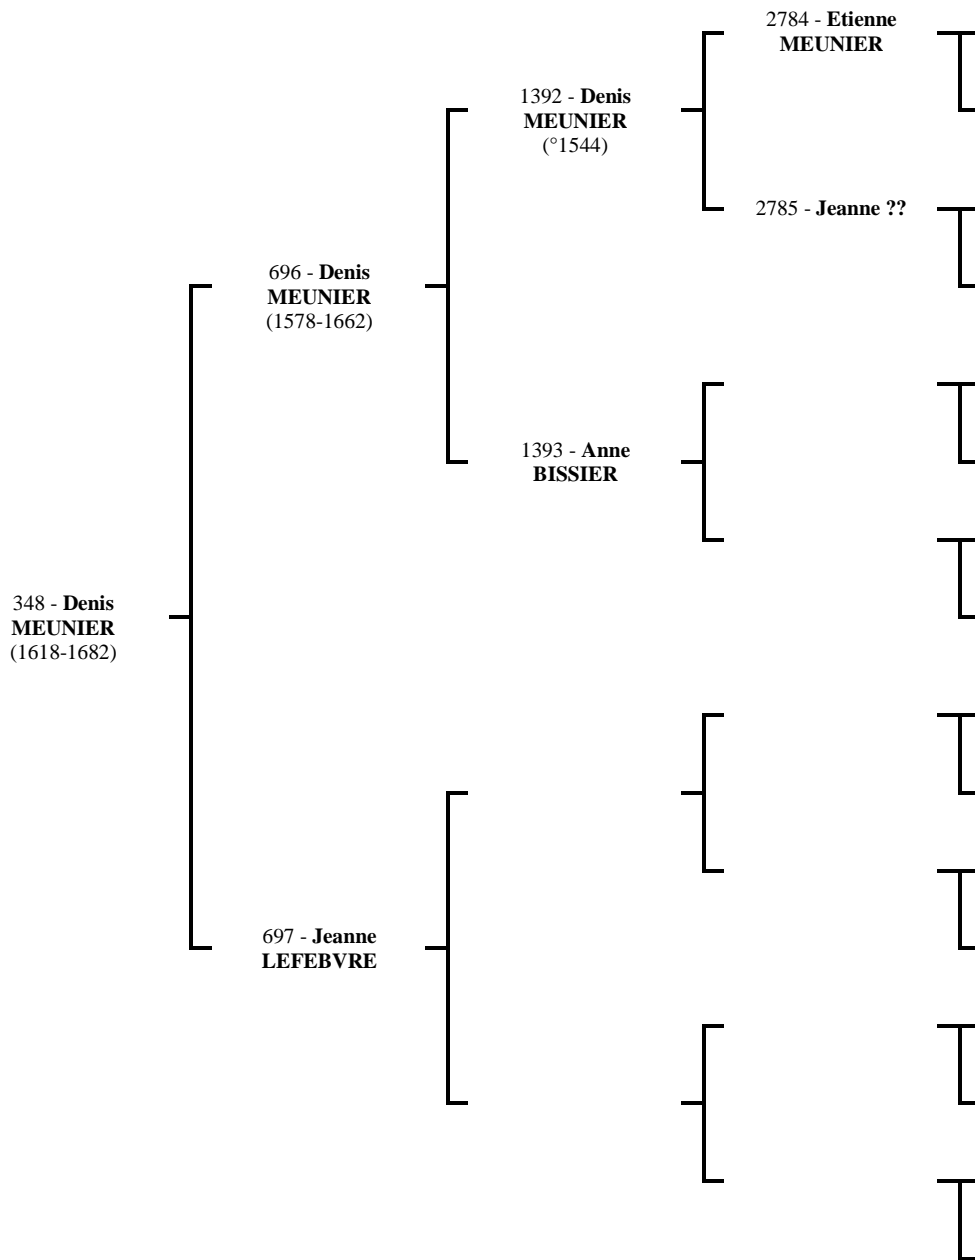 2784 - Etienne
MEUNIER
1392 - Denis
MEUNIER
(°1544)
2785 - Jeanne ??
696 - Denis
MEUNIER
(1578-1662)
1393 - Anne
BISSIER
348 - Denis
MEUNIER
(1618-1682)
697 - Jeanne
LEFEBVRE